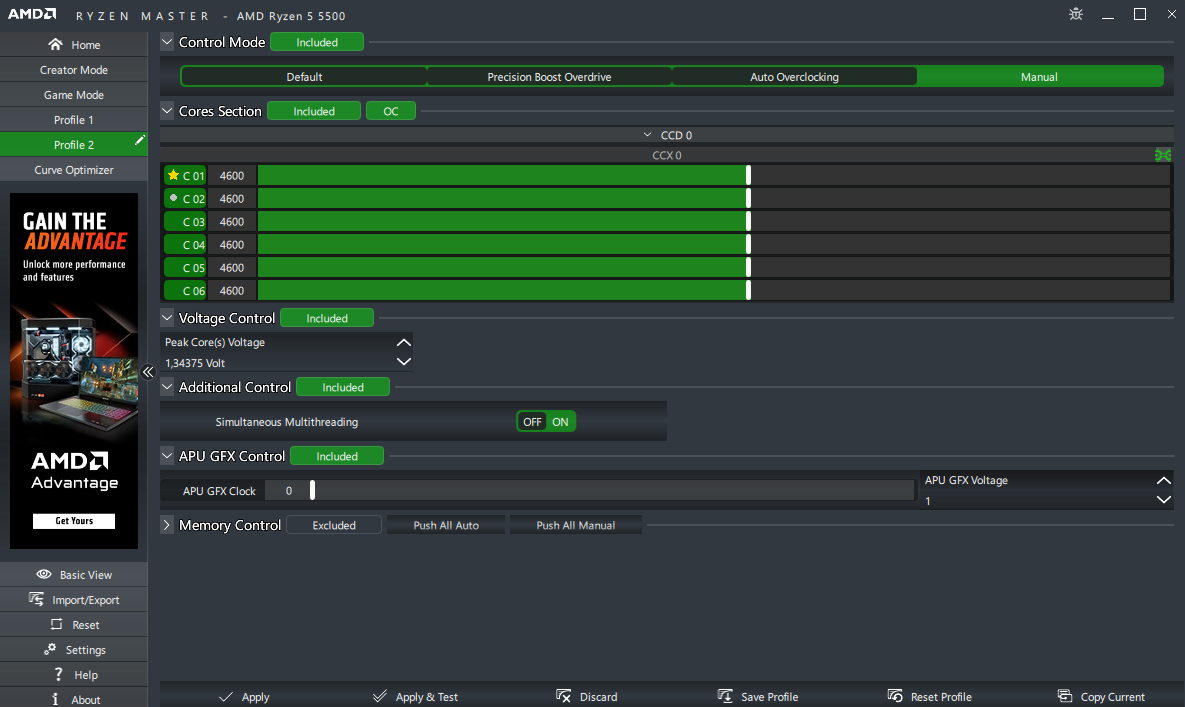 AMD RYZEN MASTER - AMD Ryzen 5 5500
Home
Creator Mode
Game Mode
Profile 1
Profile 2
Curve Optimizer
GAIN THE
ADVANTAGE
Unlock more performance
and features
AMD
Advantage
Get Yours
Basic View
Import/Export
Reset
Settings
Help
About
Control Mode Included
Default Precision Boost Overdrive Auto Overclocking Manual
Cores Section Included OC
CCD 0
CCX 0
C 01 4600
C 02 4600
C 03 4600
C 04 4600
C 05 4600
C 06 4600
Voltage Control Included
Peak Core(s) Voltage
1,34375 Volt
Additional Control Included
Simultaneous Multithreading OFF ON
APU GFX Control Included
APU GFX Clock 0
APU GFX Voltage
1
Memory Control Excluded Push All Auto Push All Manual
Apply Apply & Test Discard Save Profile Reset Profile Copy Current